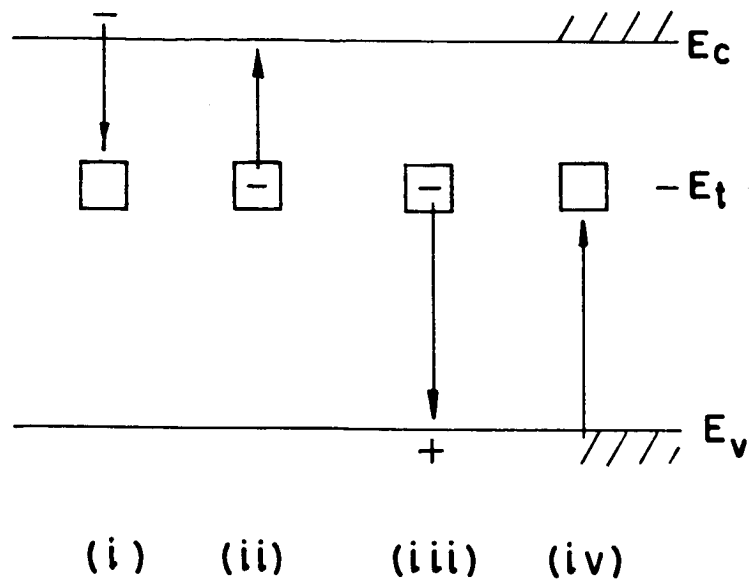 −
Ec
−
−
− Et
Ev
+
(i) (ii) (iii) (iv)